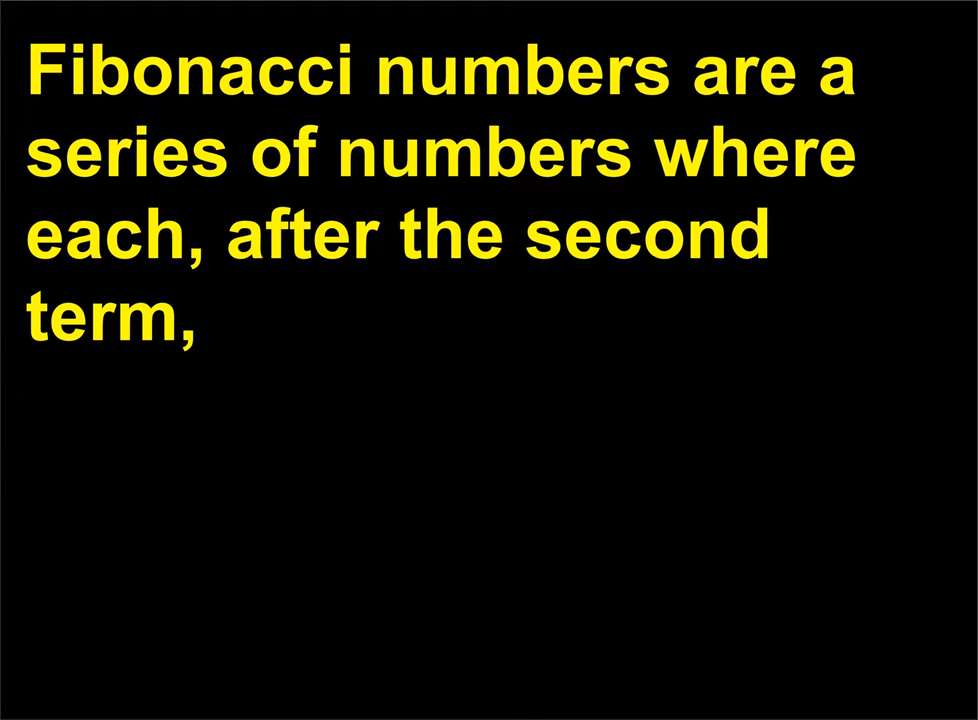 Fibonacci numbers are a
series of numbers where
each, after the second
term,